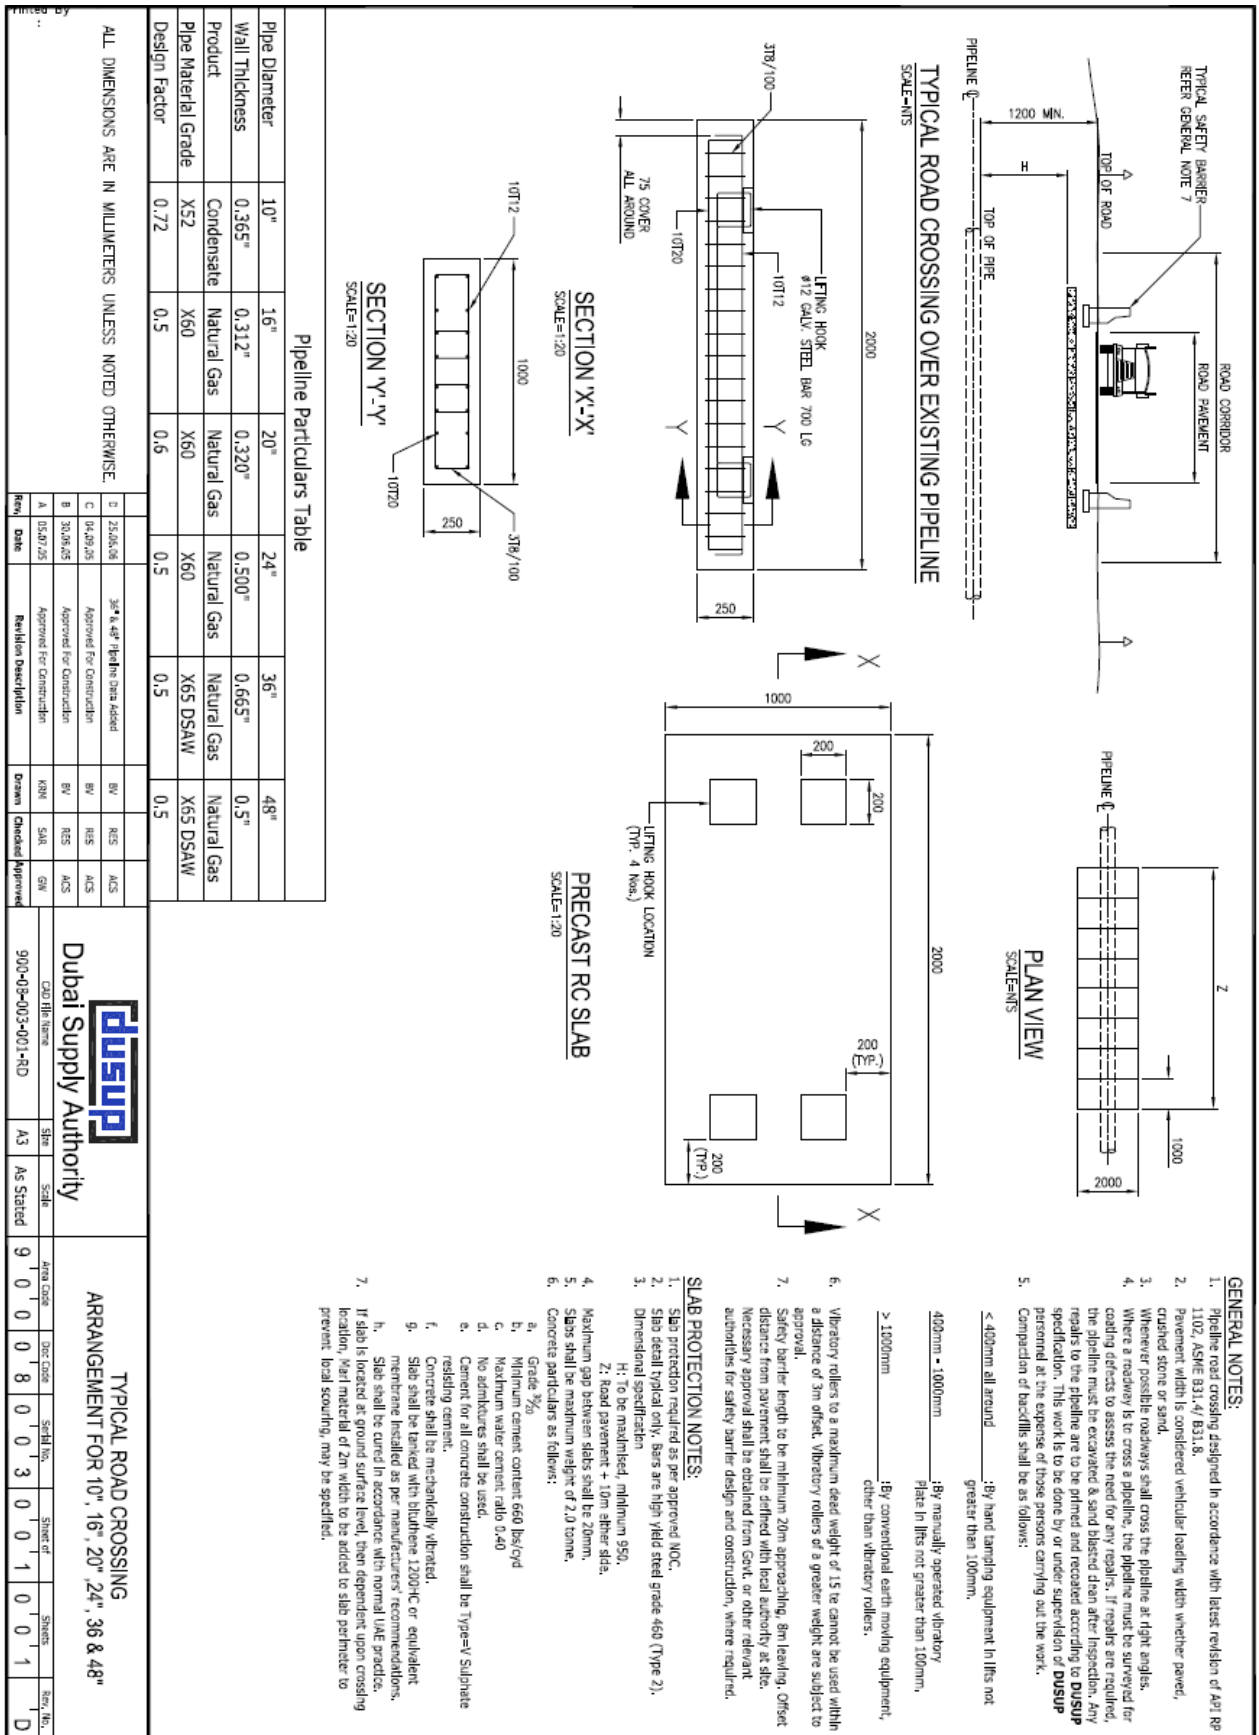 TYPICAL SAFETY BARRIER
REFER GENERAL NOTE 7
ROAD CORRIDOR
ROAD PAVEMENT
TOP OF ROAD
1200 MIN.
H
TOP OF PIPE
PIPELINE ℄
TYPICAL ROAD CROSSING OVER EXISTING PIPELINE
SCALE=NTS
Z
PIPELINE ℄
1000
2000
PLAN VIEW
SCALE=NTS
2000
3T8/100
LIFTING HOOK
ø12 GALV. STEEL BAR 700 LG
10T12
10T20
75 COVER
ALL AROUND
Y
Y
250
SECTION 'X'-'X'
SCALE=1:20
X
X
2000
1000
200
200
200
(TYP.)
200
(TYP.)
LIFTING HOOK LOCATION
(TYP. 4 Nos.)
PRECAST RC SLAB
SCALE=1:20
10T12
1000
3T8/100
250
10T20
SECTION 'Y'-'Y'
SCALE=1:20
GENERAL NOTES:
1. Pipeline road crossing designed in accordance with latest revision of API RP
1102, ASME B31.4/ B31.8.
2. Pavement width is considered vehicular loading width whether paved,
crushed stone or sand.
3. Whenever possible roadways shall cross the pipeline at right angles.
4. Where a roadway is to cross a pipeline, the pipeline must be surveyed for
coating defects to assess the need for any repairs. If repairs are required,
the pipeline must be excavated & sand blasted clean after inspection. Any
repairs to the pipeline are to be primed and recoated according to DUSUP
specification. This work is to be done by or under supervision of DUSUP
personnel at the expense of those persons carrying out the work.
5. Compaction of backfills shall be as follows:
< 400mm all around :By hand tamping equipment in lifts not
greater than 100mm.
400mm - 1000mm :By manually operated vibratory
Plate in lifts not greater than 100mm.
> 1000mm :By conventional earth moving equipment,
other than vibratory rollers.
6. Vibratory rollers to a maximum dead weight of 15 te cannot be used within
a distance of 3m offset. Vibratory rollers of a greater weight are subject to
approval.
7. Safety barrier length to be minimum 20m approaching, 8m leaving. Offset
distance from pavement shall be defined with local authority at site.
Necessary approval shall be obtained from Govt. or other relevant
authorities for safety barrier design and construction, where required.
SLAB PROTECTION NOTES:
1. Slab protection required as per approved NOC.
2. Slab detail typical only. Bars are high yield steel grade 460 (Type 2).
3. Dimensional specification
H: To be maximised, minimum 950.
Z: Road pavement + 10m either side.
4. Maximum gap between slabs shall be 20mm.
5. Slabs shall be maximum weight of 2.0 tonne.
6. Concrete particulars as follows:
a. Grade 30/20
b. Minimum cement content 660 lbs/cyd
c. Maximum water cement ratio 0.40
d. No admixtures shall be used.
e. Cement for all concrete construction shall be Type=V Sulphate
resisting cement.
f. Concrete shall be mechanically vibrated.
g. Slab shall be tanked with bituthene 1200HC or equivalent
membrane installed as per manufacturers' recommendations.
h. Slab shall be cured in accordance with normal UAE practice.
7. If slab is located at ground surface level, then dependent upon crossing
location, Marl material of 2m width to be added to slab perimeter to
prevent local scouring, may be specified.
Pipeline Particulars Table
Pipe Diameter 10" 16" 20" 24" 36" 48"
Wall Thickness 0.365" 0.312" 0.320" 0.500" 0.665" 0.5"
Product Condensate Natural Gas Natural Gas Natural Gas Natural Gas Natural Gas
Pipe Material Grade X52 X60 X60 X60 X65 DSAW X65 DSAW
Design Factor 0.72 0.5 0.6 0.5 0.5 0.5
ALL DIMENSIONS ARE IN MILLIMETERS UNLESS NOTED OTHERWISE.
Printed By
:
D 25.06.06 36" & 48" Pipeline Data Added BV RES ACS
C 04.09.05 Approved For Construction BV RES ACS
B 30.06.05 Approved For Construction BV RES ACS
A 05.07.05 Approved For Construction KRM SAR GW
Rev. Date Revision Description Drawn Checked Approved
dusup
Dubai Supply Authority
CAD File Name Size Scale
900-08-003-001-RD A3 As Stated
TYPICAL ROAD CROSSING
ARRANGEMENT FOR 10", 16", 20" ,24", 36 & 48"
Area Code Doc Code Serial No. Sheet of Sheets Rev. No.
9 0 0 0 8 0 0 3 0 0 1 0 0 1 D